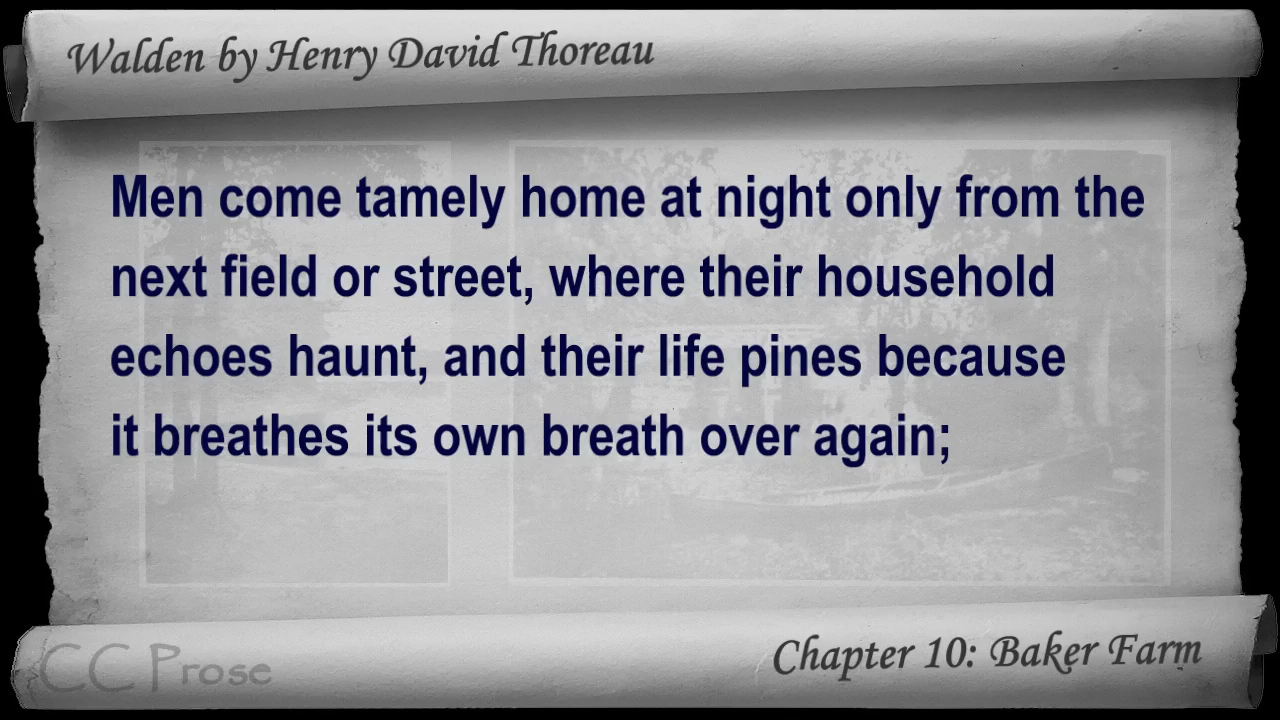 Walden by Henry David Thoreau
Men come tamely home at night only from the
next field or street, where their household
echoes haunt, and their life pines because
it breathes its own breath over again;
Chapter 10: Baker Farm
CC Prose